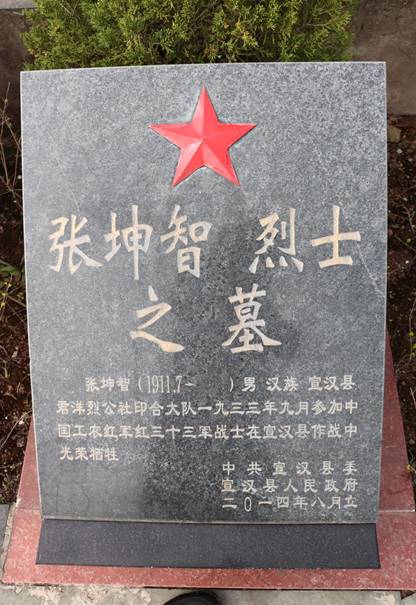 张坤智 烈士
之墓
张坤智(1911.7~ )男 汉族 宣汉县
君洋烈公社印合大队一九三三年九月参加中
国工农红军红三十三军战士在宣汉县作战中
光荣牺牲
中共宣汉县委
宣汉县人民政府
二〇一四年八月立